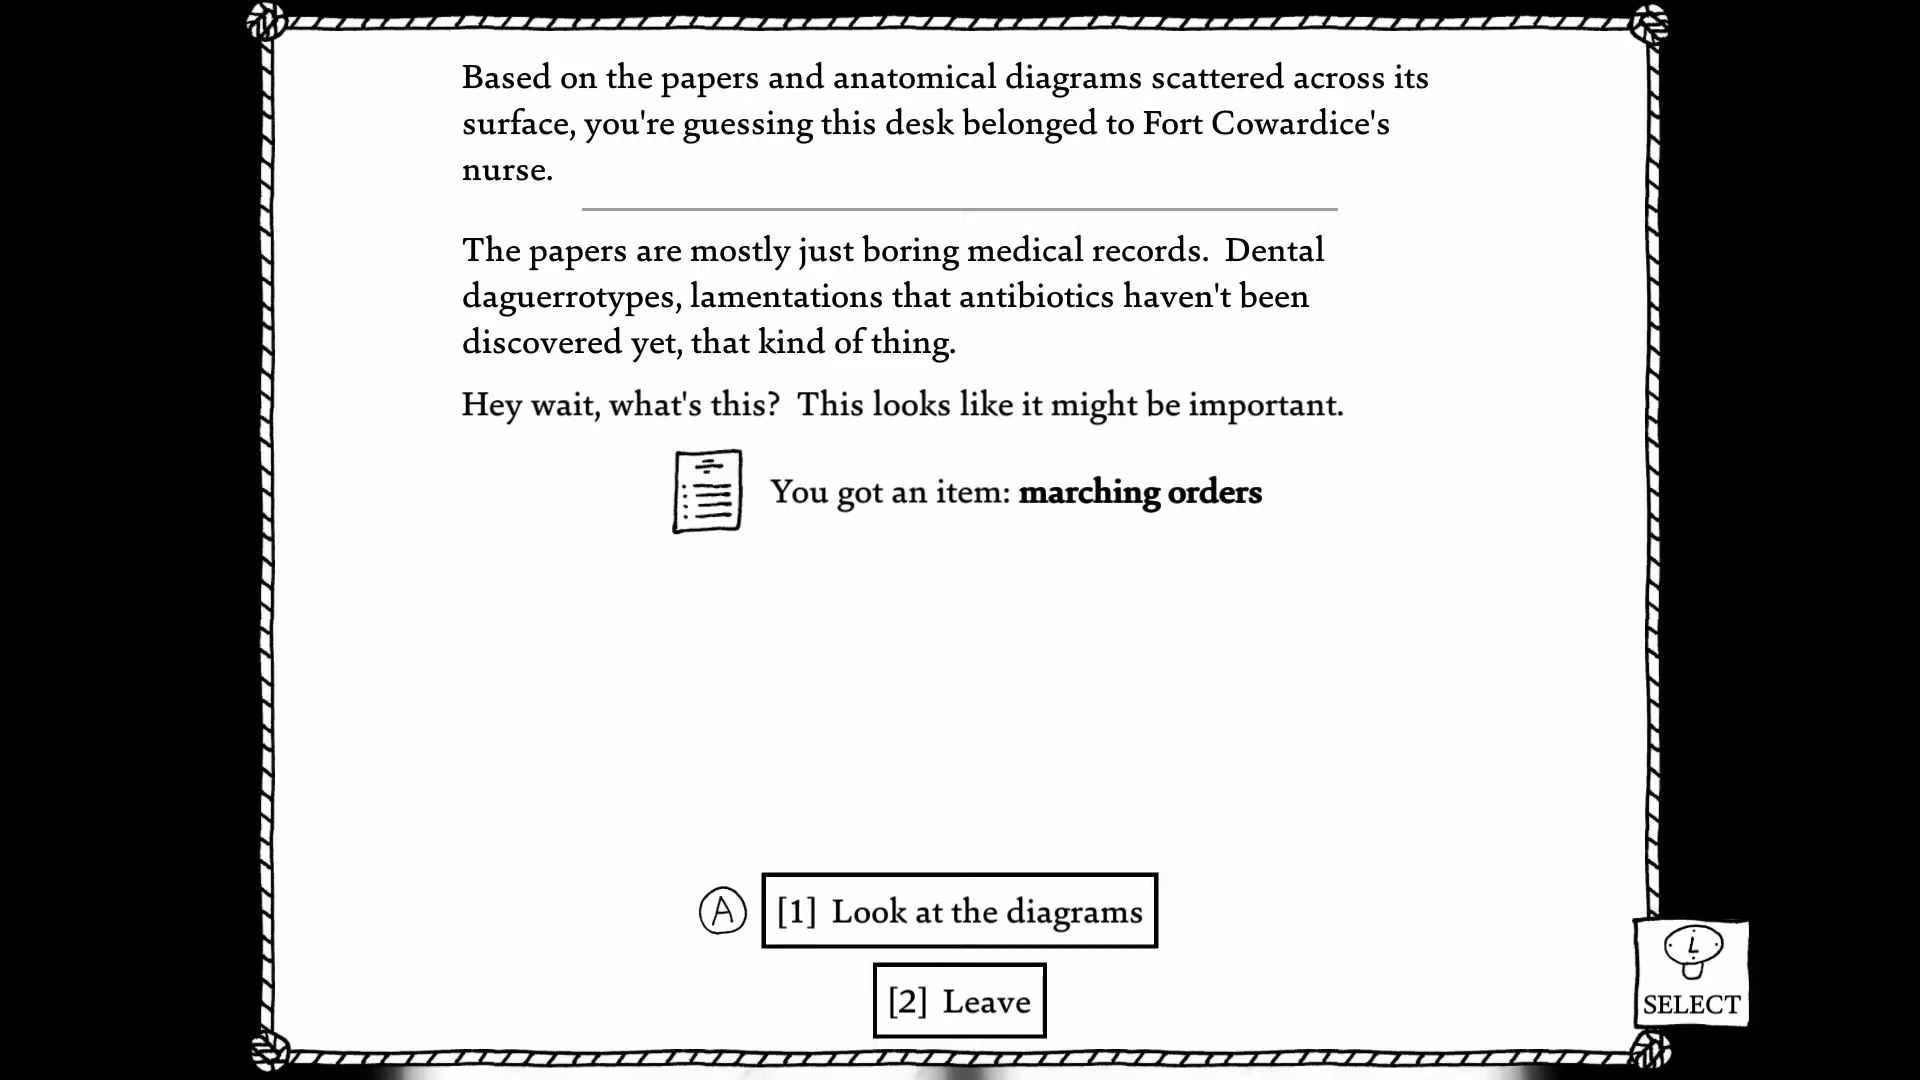 Based on the papers and anatomical diagrams scattered across its
surface, you're guessing this desk belonged to Fort Cowardice's
nurse.
The papers are mostly just boring medical records.  Dental
daguerrotypes, lamentations that antibiotics haven't been
discovered yet, that kind of thing.
Hey wait, what's this?  This looks like it might be important.
You got an item: marching orders
A [1] Look at the diagrams
[2] Leave
L
SELECT